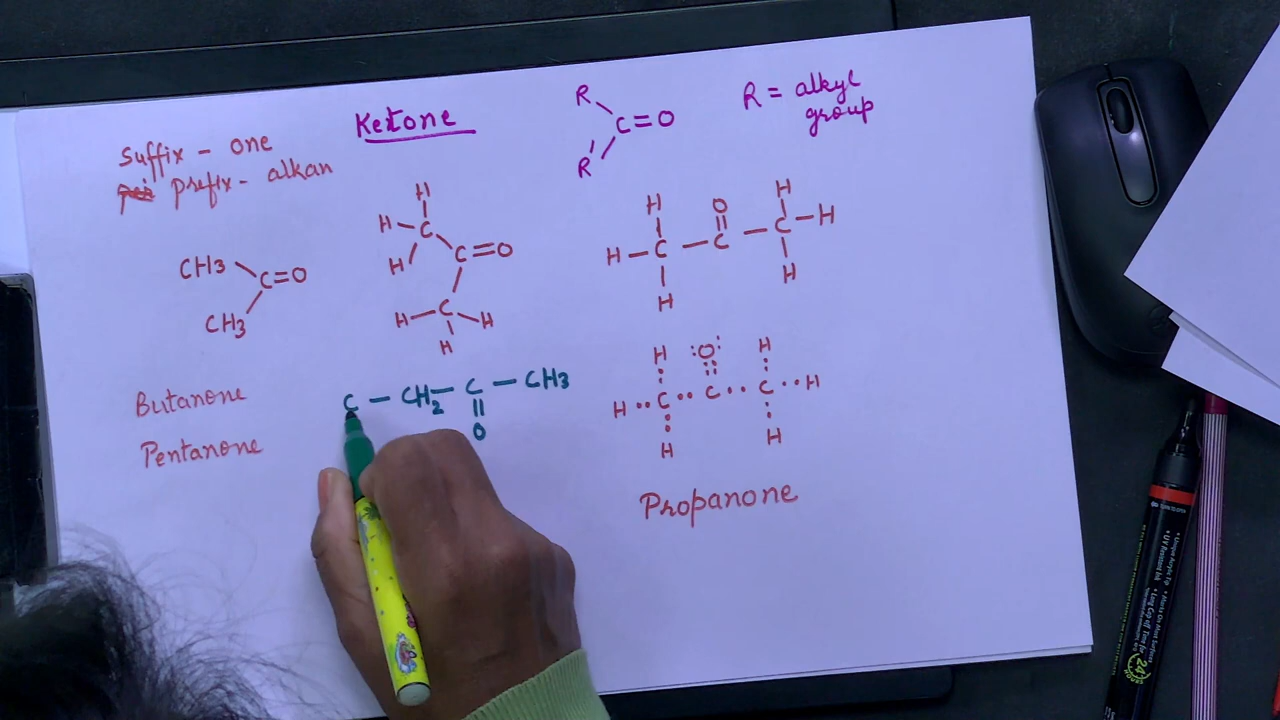 Ketone
Suffix - one
prefix - alkan
R
C=O
R'
R = alkyl
group
CH3
C=O
CH3
H
H-C
H
C=O
H-C-H
H
H O H
H-C-C-C-H
H H
Butanone
C-CH2-C-CH3
O
Pentanone
H :O: H
H··C··C··C··H
H H
Propanone